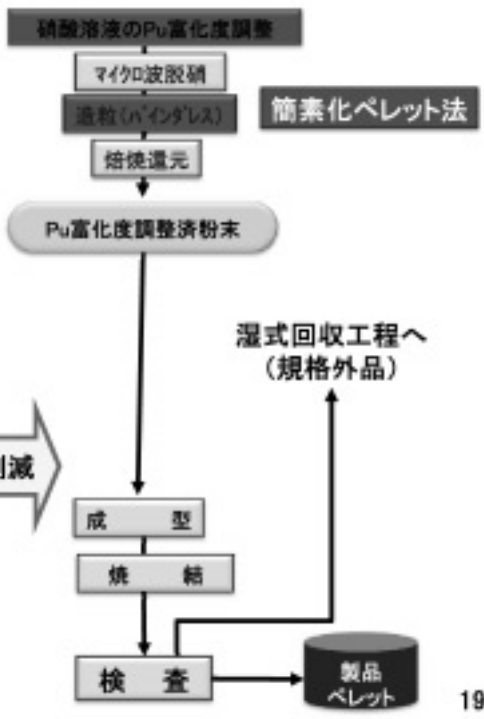 硝酸溶液のPu富化度調整
マイクロ波脱硝
造粒(バインダレス)
簡素化ペレット法
焙焼還元
Pu富化度調整済粉末
湿式回収工程へ
(規格外品)
削減
成 型
焼 結
検 査
製品
ペレット
19